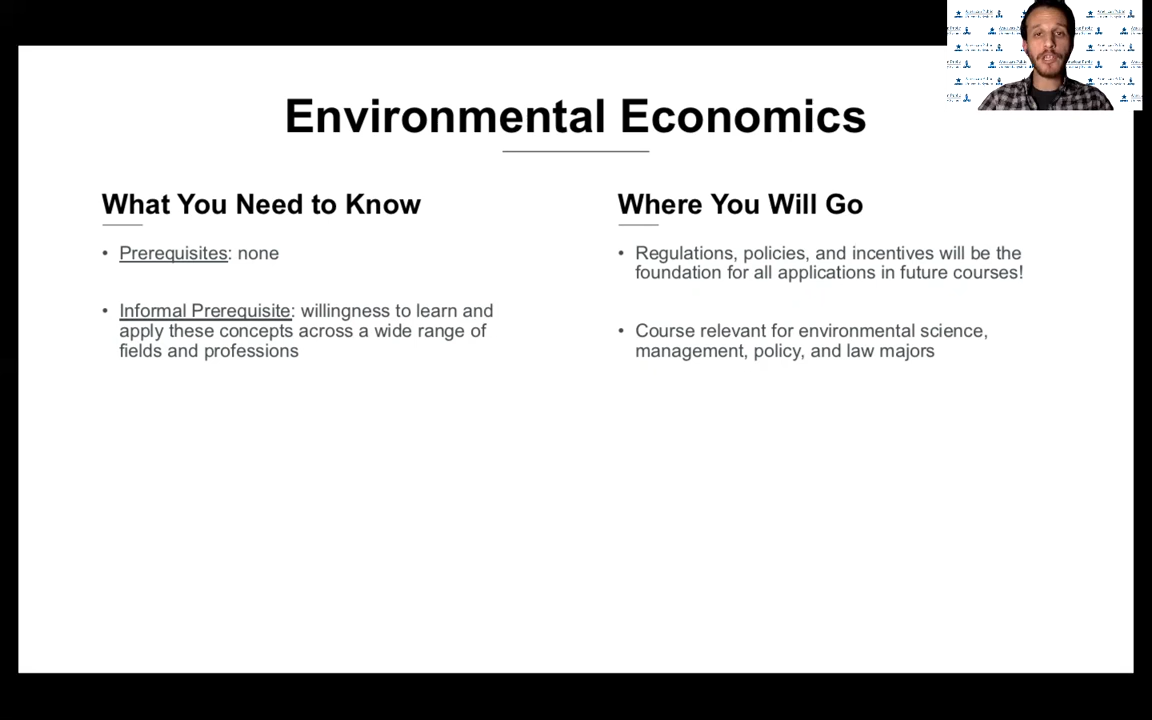 Environmental Economics
What You Need to Know
• Prerequisites: none
• Informal Prerequisite: willingness to learn and
apply these concepts across a wide range of
fields and professions
Where You Will Go
• Regulations, policies, and incentives will be the
foundation for all applications in future courses!
• Course relevant for environmental science,
management, policy, and law majors